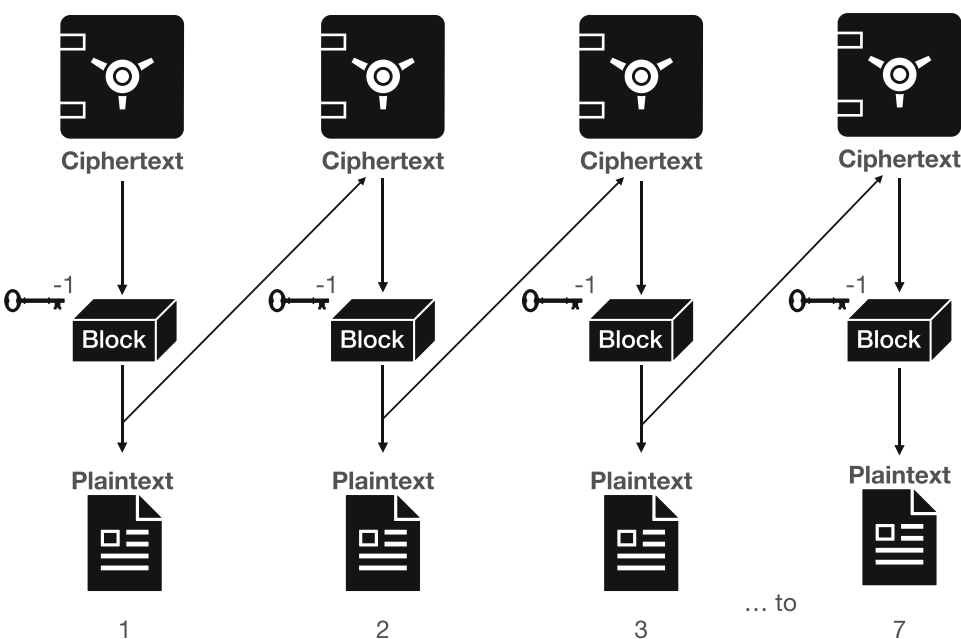 Ciphertext Ciphertext Ciphertext Ciphertext
-1 -1 -1 -1
Block Block Block Block
Plaintext Plaintext Plaintext Plaintext
... to
1 2 3 7